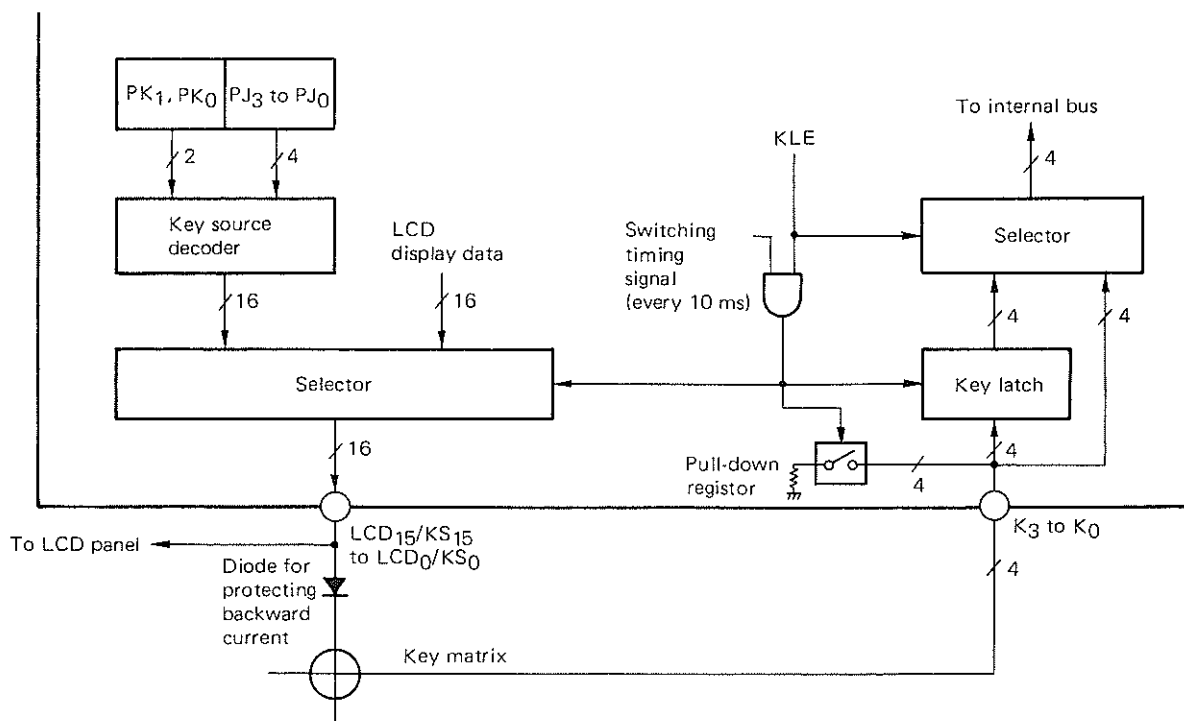 PK1, PK0
PJ3 to PJ0
2
4
Key source
decoder
16
LCD
display data
16
Selector
16
KLE
Switching
timing
signal
(every 10 ms)
To internal bus
4
Selector
4
4
Key latch
4
Pull-down
registor
4
LCD15/KS15
to LCD0/KS0
K3 to K0
To LCD panel
Diode for
protecting
backward
current
4
Key matrix